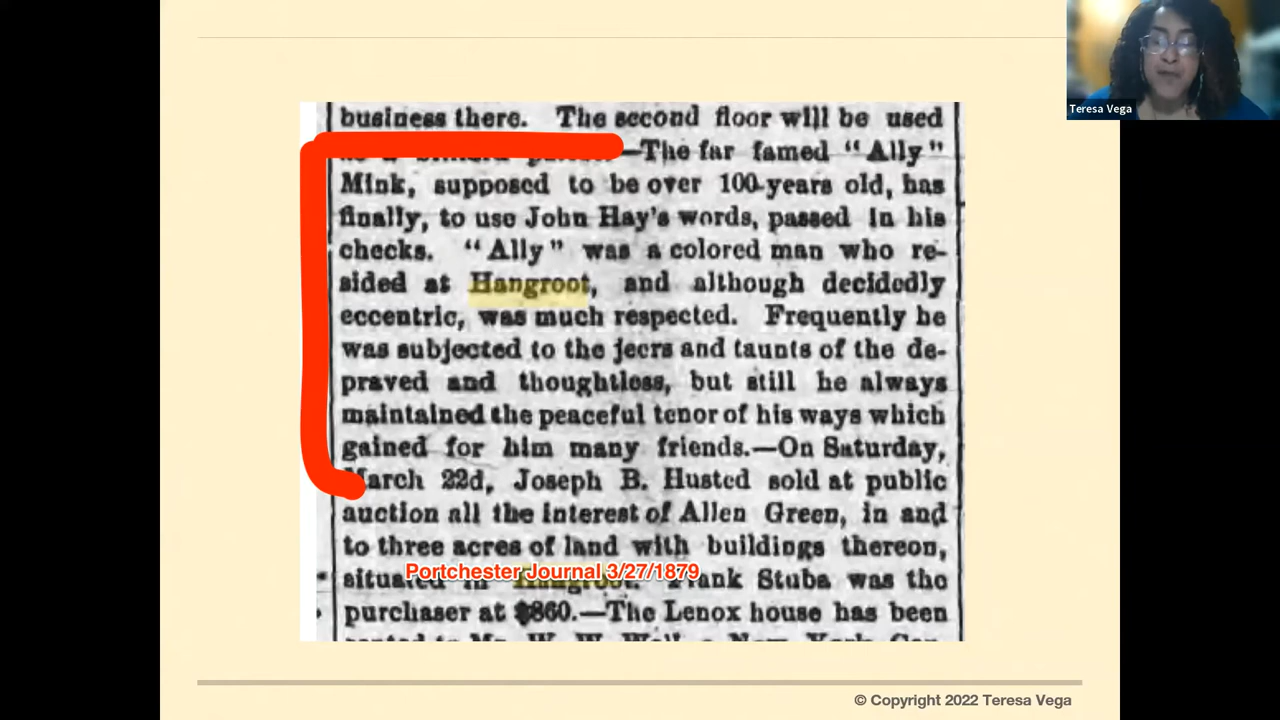 Teresa Vega
business there. The second floor will be used
—The far famed "Ally"
Mink, supposed to be over 100 years old, has
finally, to use John Hay's words, passed in his
checks. "Ally" was a colored man who re-
sided at Hangroot, and although decidedly
eccentric, was much respected. Frequently he
was subjected to the jeers and taunts of the de-
praved and thoughtless, but still he always
maintained the peaceful tenor of his ways which
gained for him many friends.—On Saturday,
March 22d, Joseph B. Husted sold at public
auction all the interest of Allen Green, in and
to three acres of land with buildings thereon,
situated in Hangroot. Frank Stubs was the
Portchester Journal 3/27/1879
purchaser at $860.—The Lenox house has been
© Copyright 2022 Teresa Vega